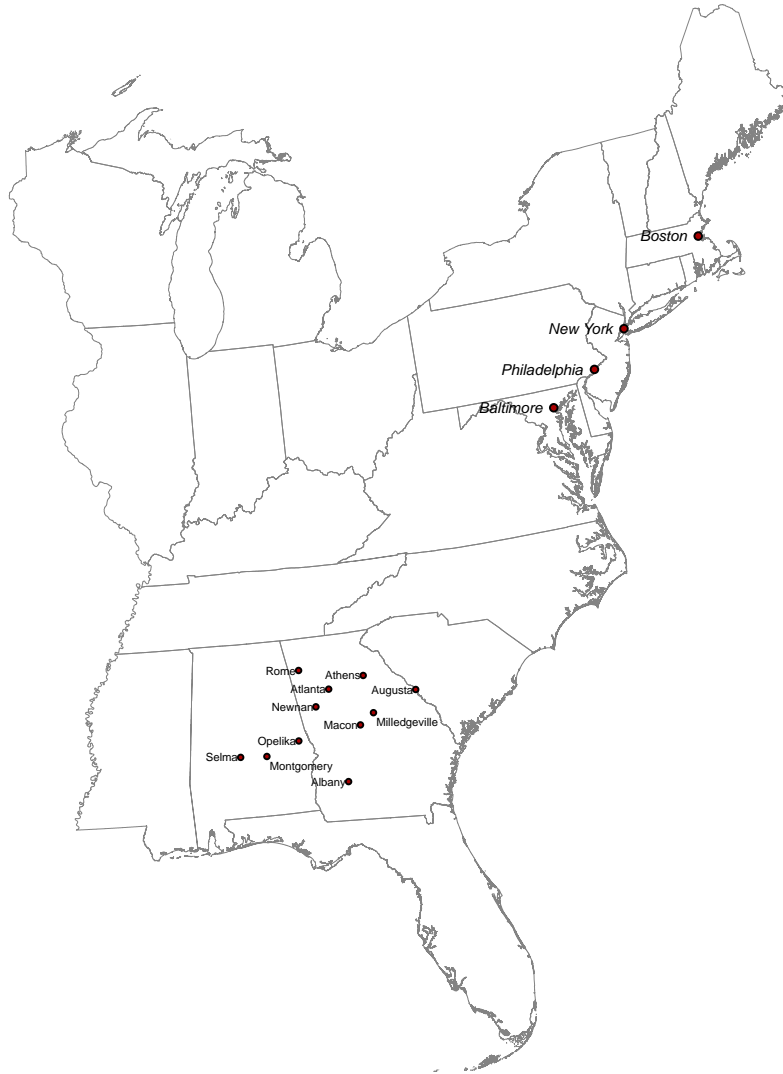 Boston
New York
Philadelphia
Baltimore
Rome
Athens
Atlanta
Augusta
Newnan
Milledgeville
Macon
Opelika
Selma
Montgomery
Albany